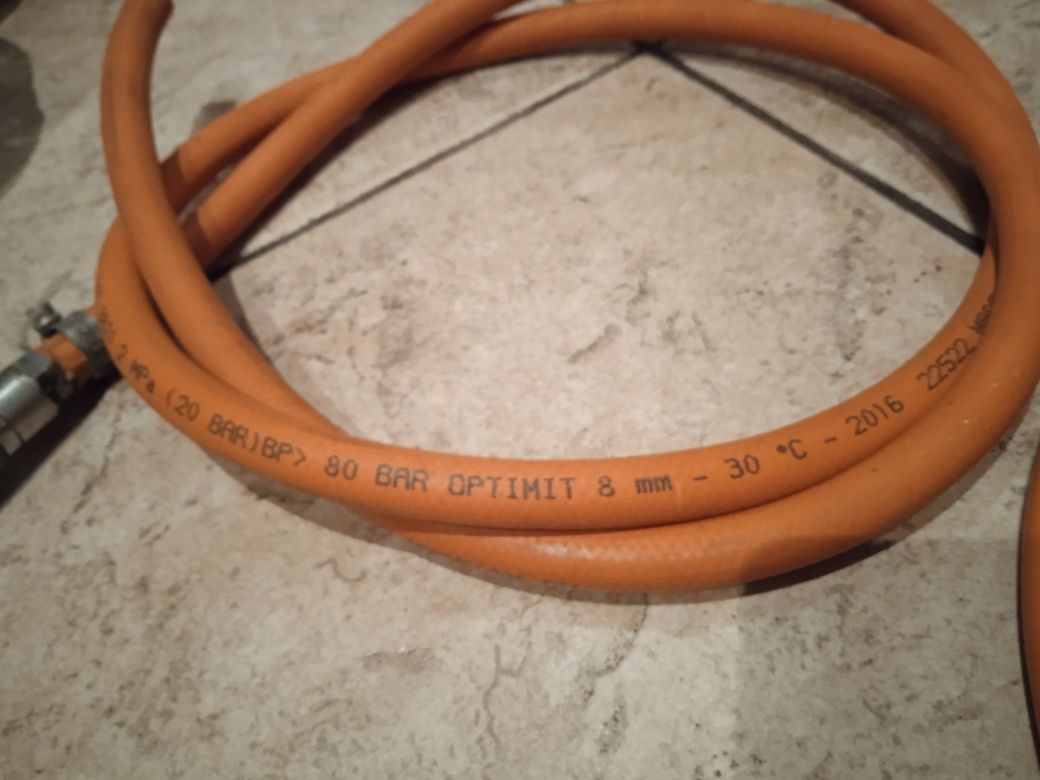 2 MPa (20 BAR)BP> 80 BAR OPTIMIT 8 mm - 30 °C - 2016 22522